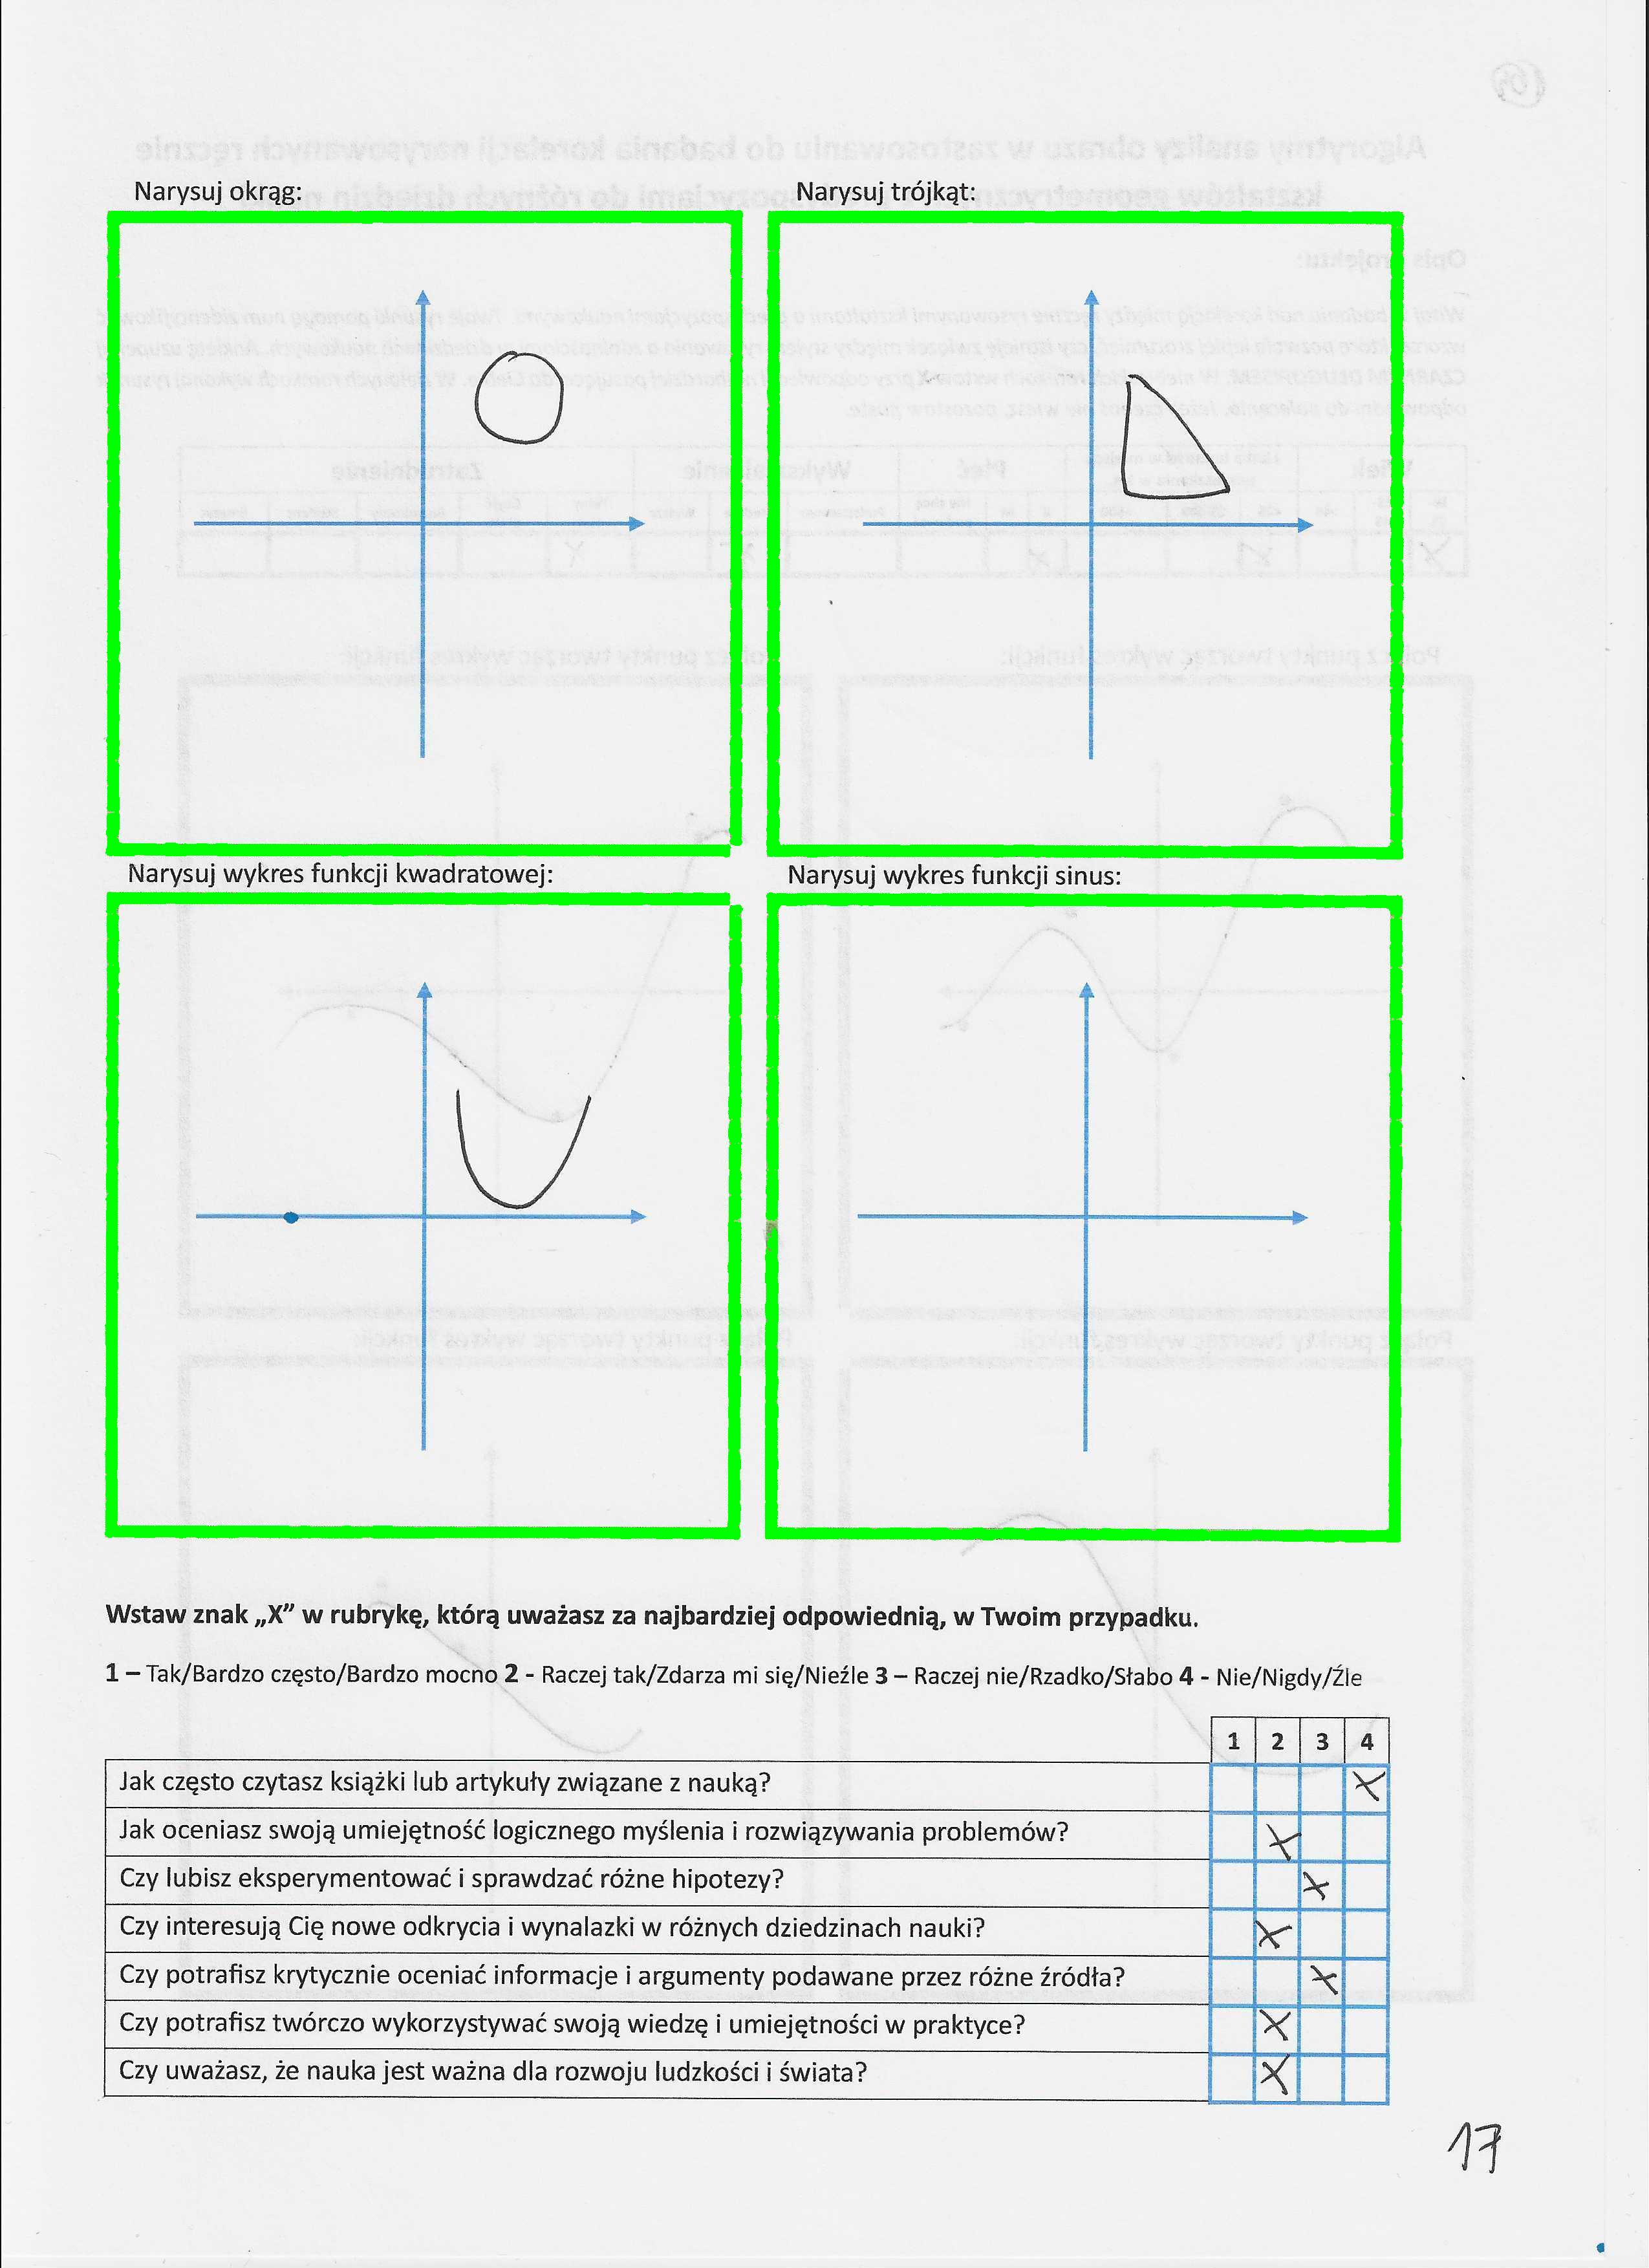 Narysuj okrąg:
Narysuj trójkąt:
Narysuj wykres funkcji kwadratowej:
Narysuj wykres funkcji sinus:
Wstaw znak „X” w rubrykę, którą uważasz za najbardziej odpowiednią, w Twoim przypadku.
1 – Tak/Bardzo często/Bardzo mocno 2 - Raczej tak/Zdarza mi się/Nieźle 3 – Raczej nie/Rzadko/Słabo 4 - Nie/Nigdy/Źle
1 2 3 4
Jak często czytasz książki lub artykuły związane z nauką? X
Jak oceniasz swoją umiejętność logicznego myślenia i rozwiązywania problemów? X
Czy lubisz eksperymentować i sprawdzać różne hipotezy? X
Czy interesują Cię nowe odkrycia i wynalazki w różnych dziedzinach nauki? X
Czy potrafisz krytycznie oceniać informacje i argumenty podawane przez różne źródła? X
Czy potrafisz twórczo wykorzystywać swoją wiedzę i umiejętności w praktyce? X
Czy uważasz, że nauka jest ważna dla rozwoju ludzkości i świata? X
17